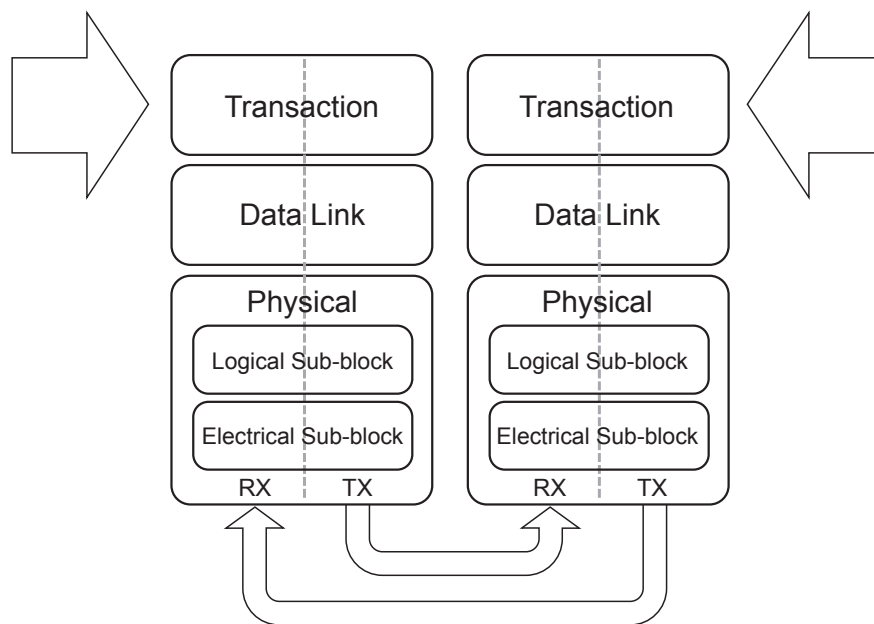 Transaction
Data Link
Physical
Logical Sub-block
Electrical Sub-block
RX TX
Transaction
Data Link
Physical
Logical Sub-block
Electrical Sub-block
RX TX